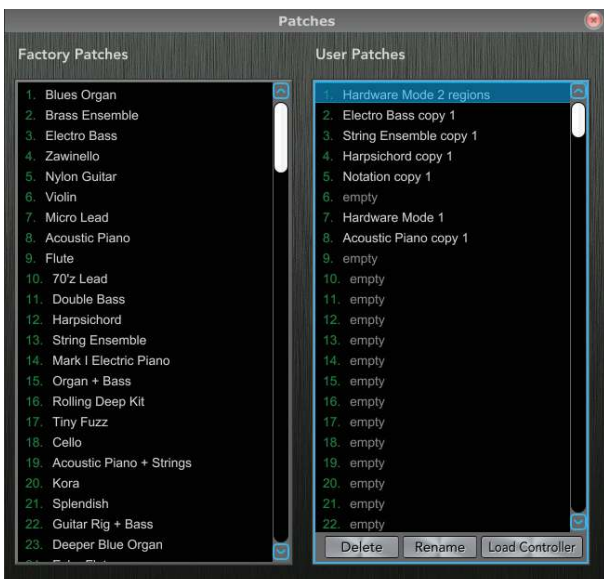 Patches
Factory Patches
1. Blues Organ
2. Brass Ensemble
3. Electro Bass
4. Zawinello
5. Nylon Guitar
6. Violin
7. Micro Lead
8. Acoustic Piano
9. Flute
10. 70'z Lead
11. Double Bass
12. Harpsichord
13. String Ensemble
14. Mark I Electric Piano
15. Organ + Bass
16. Rolling Deep Kit
17. Tiny Fuzz
18. Cello
19. Acoustic Piano + Strings
20. Kora
21. Splendish
22. Guitar Rig + Bass
23. Deeper Blue Organ
User Patches
1. Hardware Mode 2 regions
2. Electro Bass copy 1
3. String Ensemble copy 1
4. Harpsichord copy 1
5. Notation copy 1
6. empty
7. Hardware Mode 1
8. Acoustic Piano copy 1
9. empty
10. empty
11. empty
12. empty
13. empty
14. empty
15. empty
16. empty
17. empty
18. empty
19. empty
20. empty
21. empty
22. empty
Delete Rename Load Controller